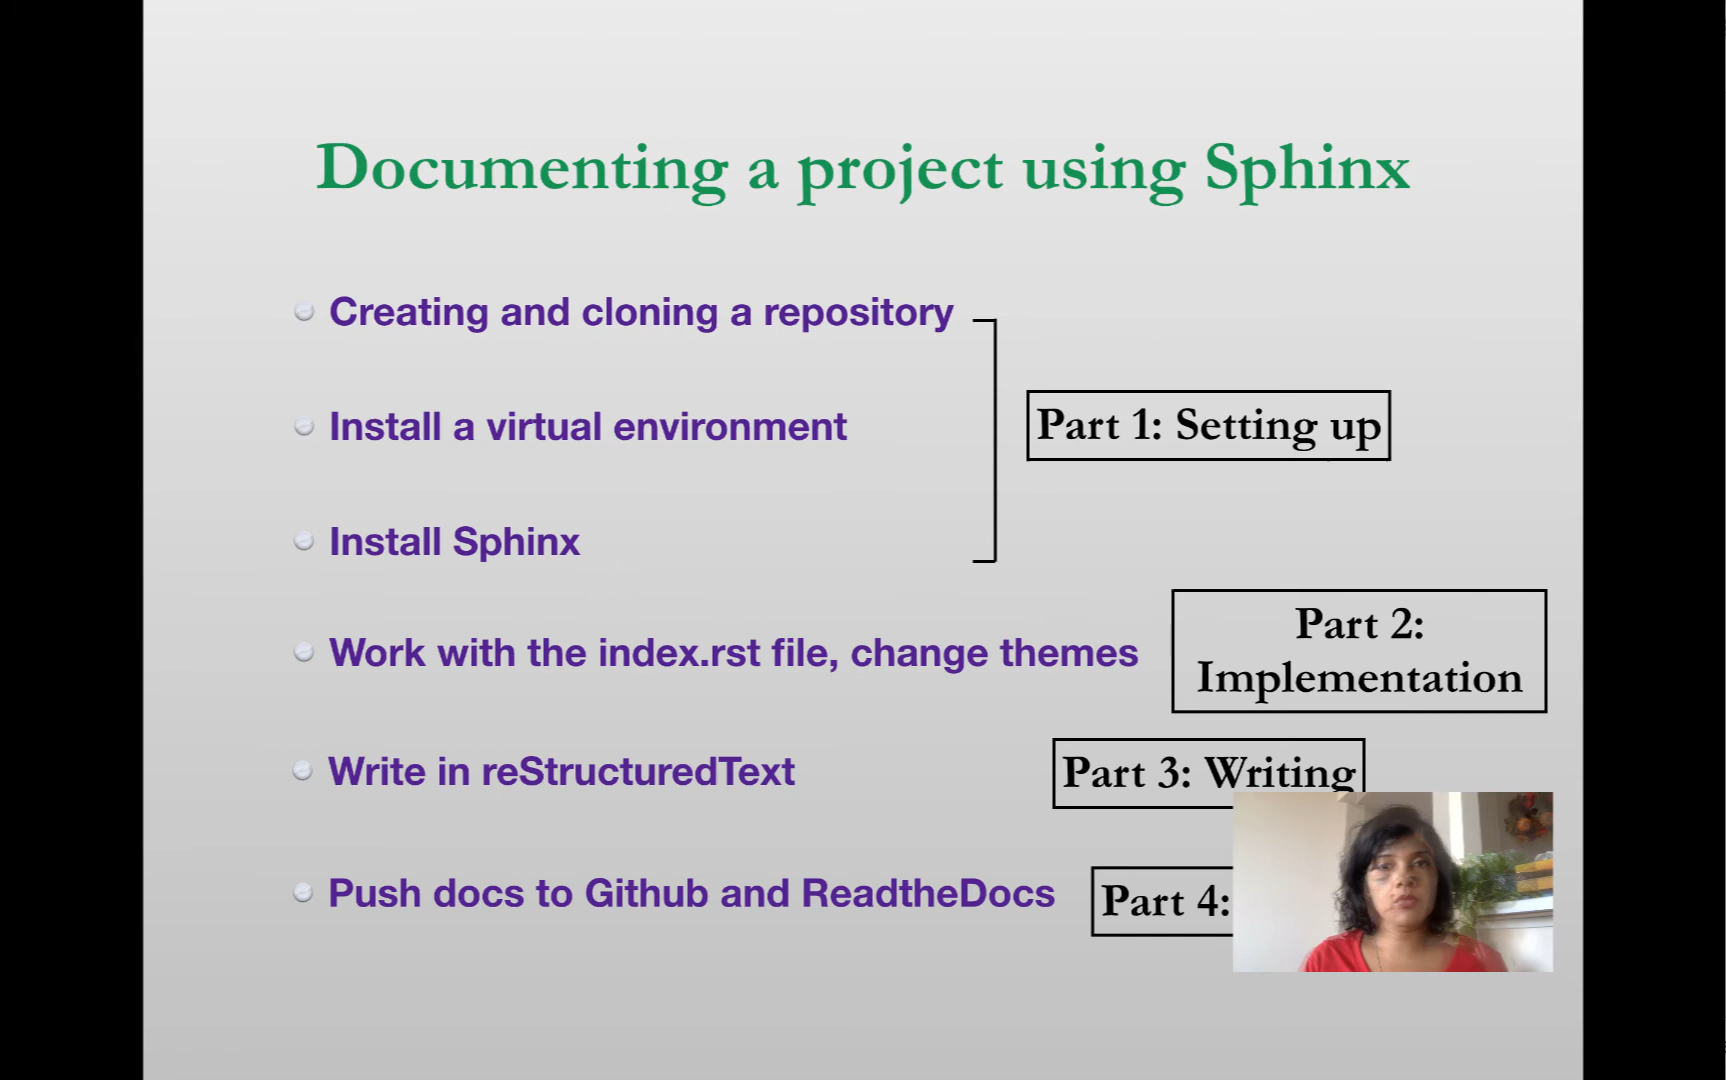 Documenting a project using Sphinx
Creating and cloning a repository
Install a virtual environment
Part 1: Setting up
Install Sphinx
Work with the index.rst file, change themes
Part 2:
Implementation
Write in reStructuredText
Part 3: Writing
Push docs to Github and ReadtheDocs
Part 4: